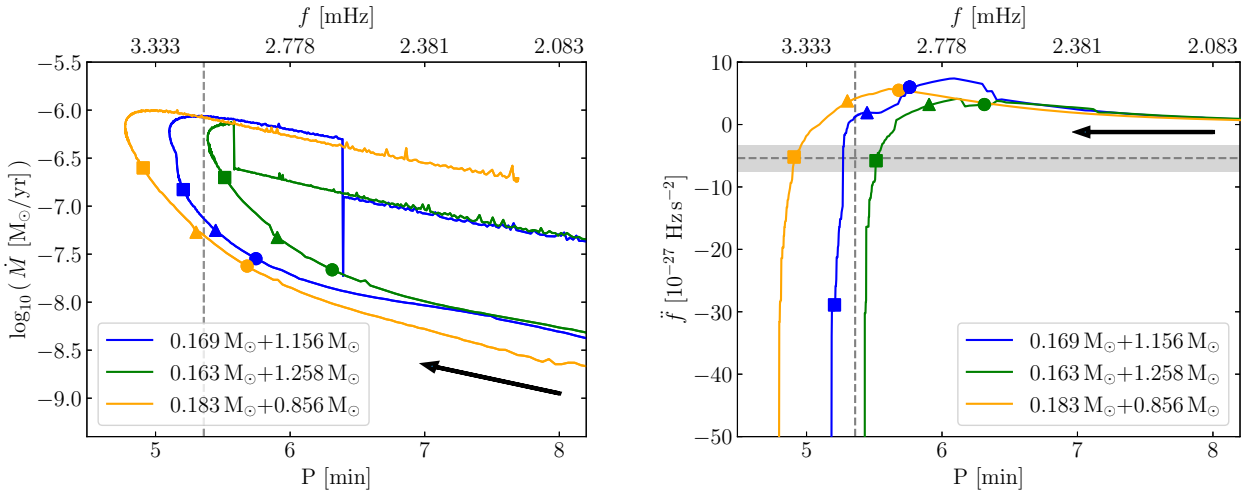 f [mHz]
3.333 2.778 2.381 2.083
−5.5
−6.0
−6.5
−7.0
−7.5
−8.0
−8.5
−9.0
log₁₀(Ṁ [M⊙/yr])
0.169 M⊙+1.156 M⊙
0.163 M⊙+1.258 M⊙
0.183 M⊙+0.856 M⊙
5 6 7 8
P [min]
f [mHz]
3.333 2.778 2.381 2.083
10
0
−10
−20
−30
−40
−50
f̈ [10⁻²⁷ Hz s⁻²]
0.169 M⊙+1.156 M⊙
0.163 M⊙+1.258 M⊙
0.183 M⊙+0.856 M⊙
5 6 7 8
P [min]